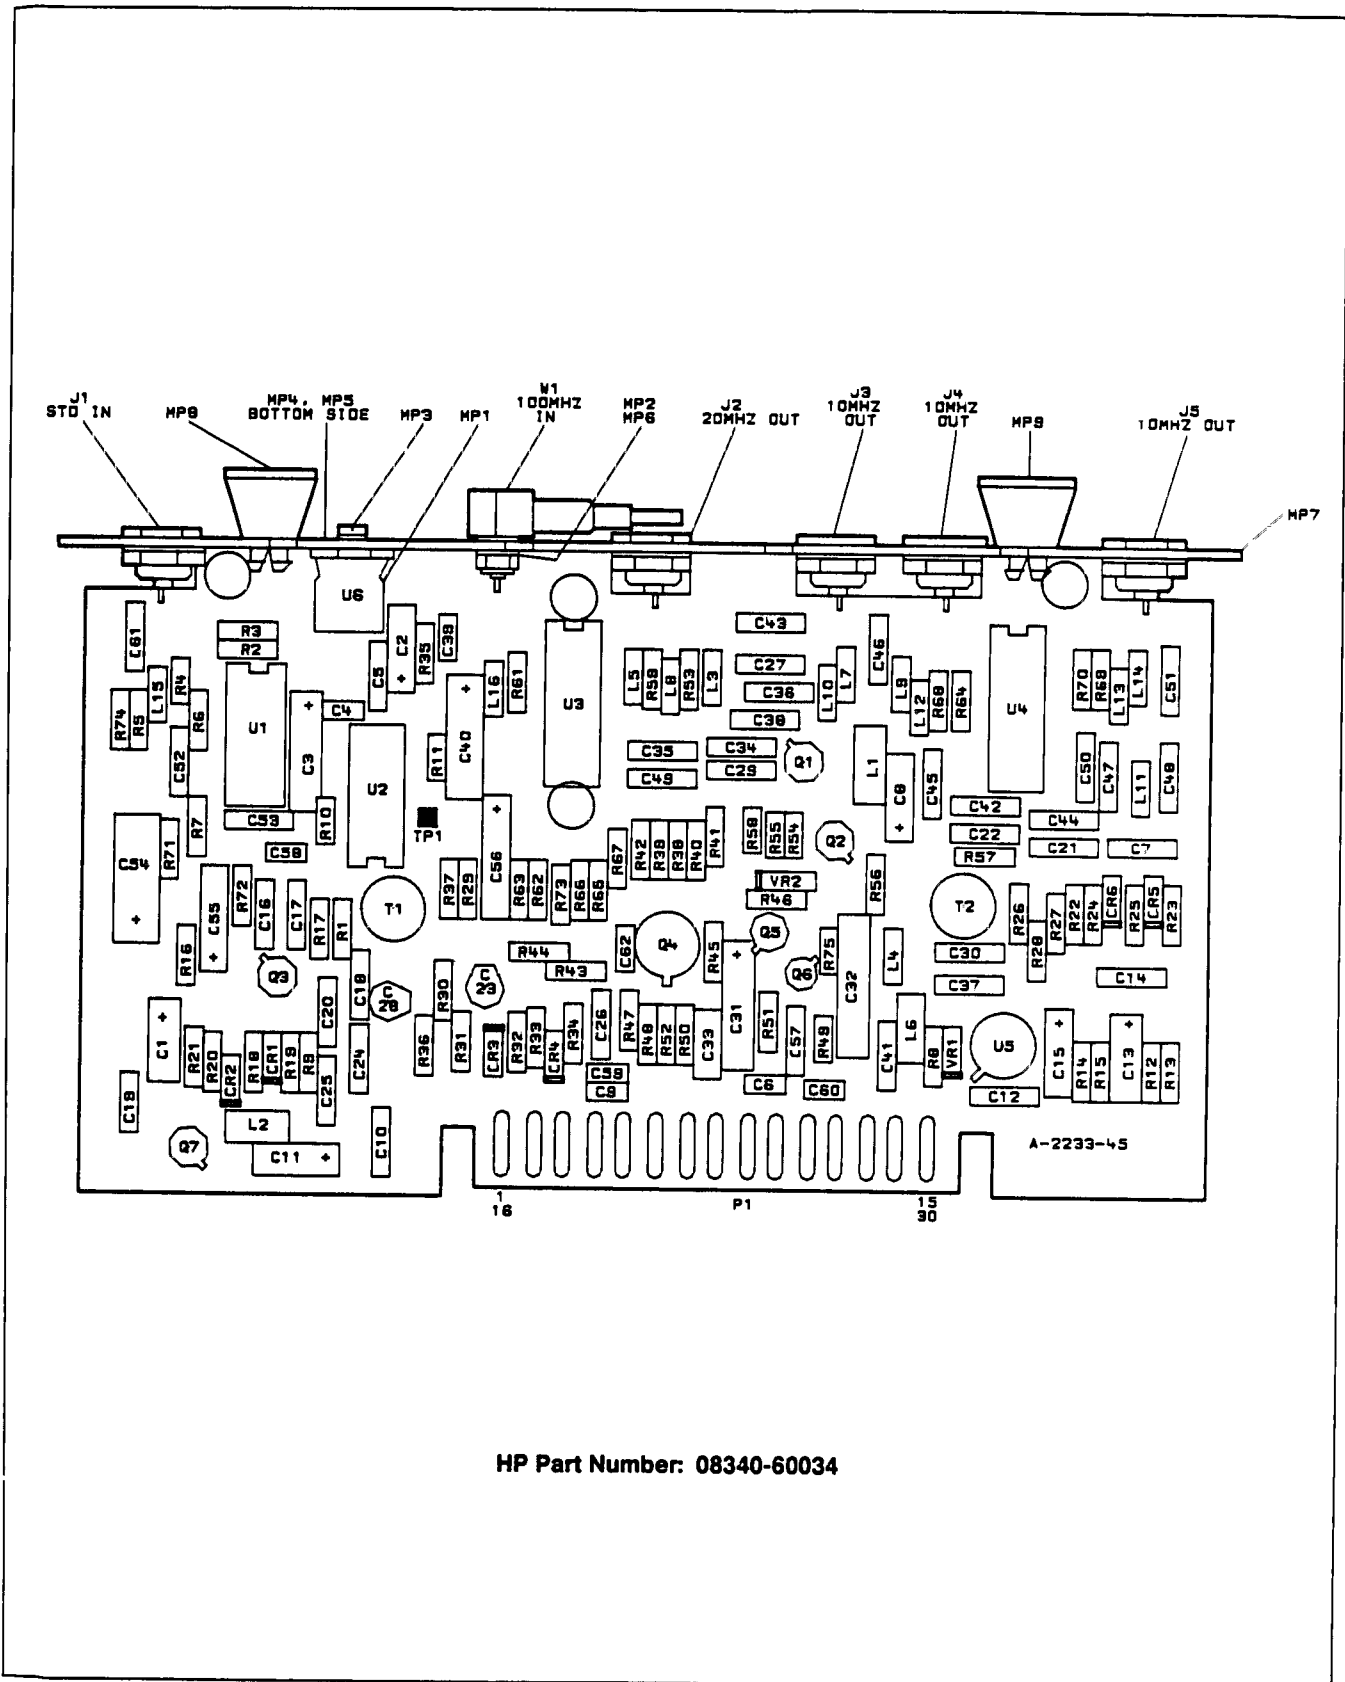 J1
STD IN
MP8
MP4, MP5
BOTTOM SIDE
MP3
MP1
W1
100MHZ
IN
MP2
MP6
J2
20MHZ OUT
J3
10MHZ
OUT
J4
10MHZ
OUT
MP9
J5
10MHZ OUT
MP7
U6
C61
R3
R2
C2
R35
C39
C5
C43
C46
R4
L15
R74
R5
R6
U1
C3
C4
L16
R61
C40
U3
L5
R59
L8
R53
L3
C27
C36
C38
L10
L7
L9
L12
R68
R64
U4
R70
R68
L13
L14
C51
C52
U2
R11
C35
C34
C49
C29
Q1
L1
C8
C45
C50
C47
L11
C48
R7
C53
R10
TP1
C56
C42
C44
C22
C21
C7
R57
C54
R71
C58
R67
R42
R38
R38
R40
R41
R58
R55
R54
Q2
VR2
R46
R56
C55
R72
C16
C17
R17
R1
T1
R37
R29
R63
R62
R73
R66
R65
T2
R26
R28
R27
R22
R24
CR6
R25
CR5
R23
R16
Q3
C18
C
28
R44
R43
C62
Q4
R45
Q5
Q6
R75
C32
L4
C30
C37
C14
C
23
R30
C20
C1
R21
R20
CR2
R18
CR1
R19
R9
C25
C24
R36
R31
CR3
R32
R33
CR4
R34
C26
R47
R48
R52
R50
C33
C31
R51
C57
R49
C41
L6
R8
VR1
U5
C15
R14
R15
C13
R12
R13
C19
C59
C9
C6
C60
C12
L2
Q7
C11
C10
A-2233-45
1
16
P1
15
30
HP Part Number: 08340-60034